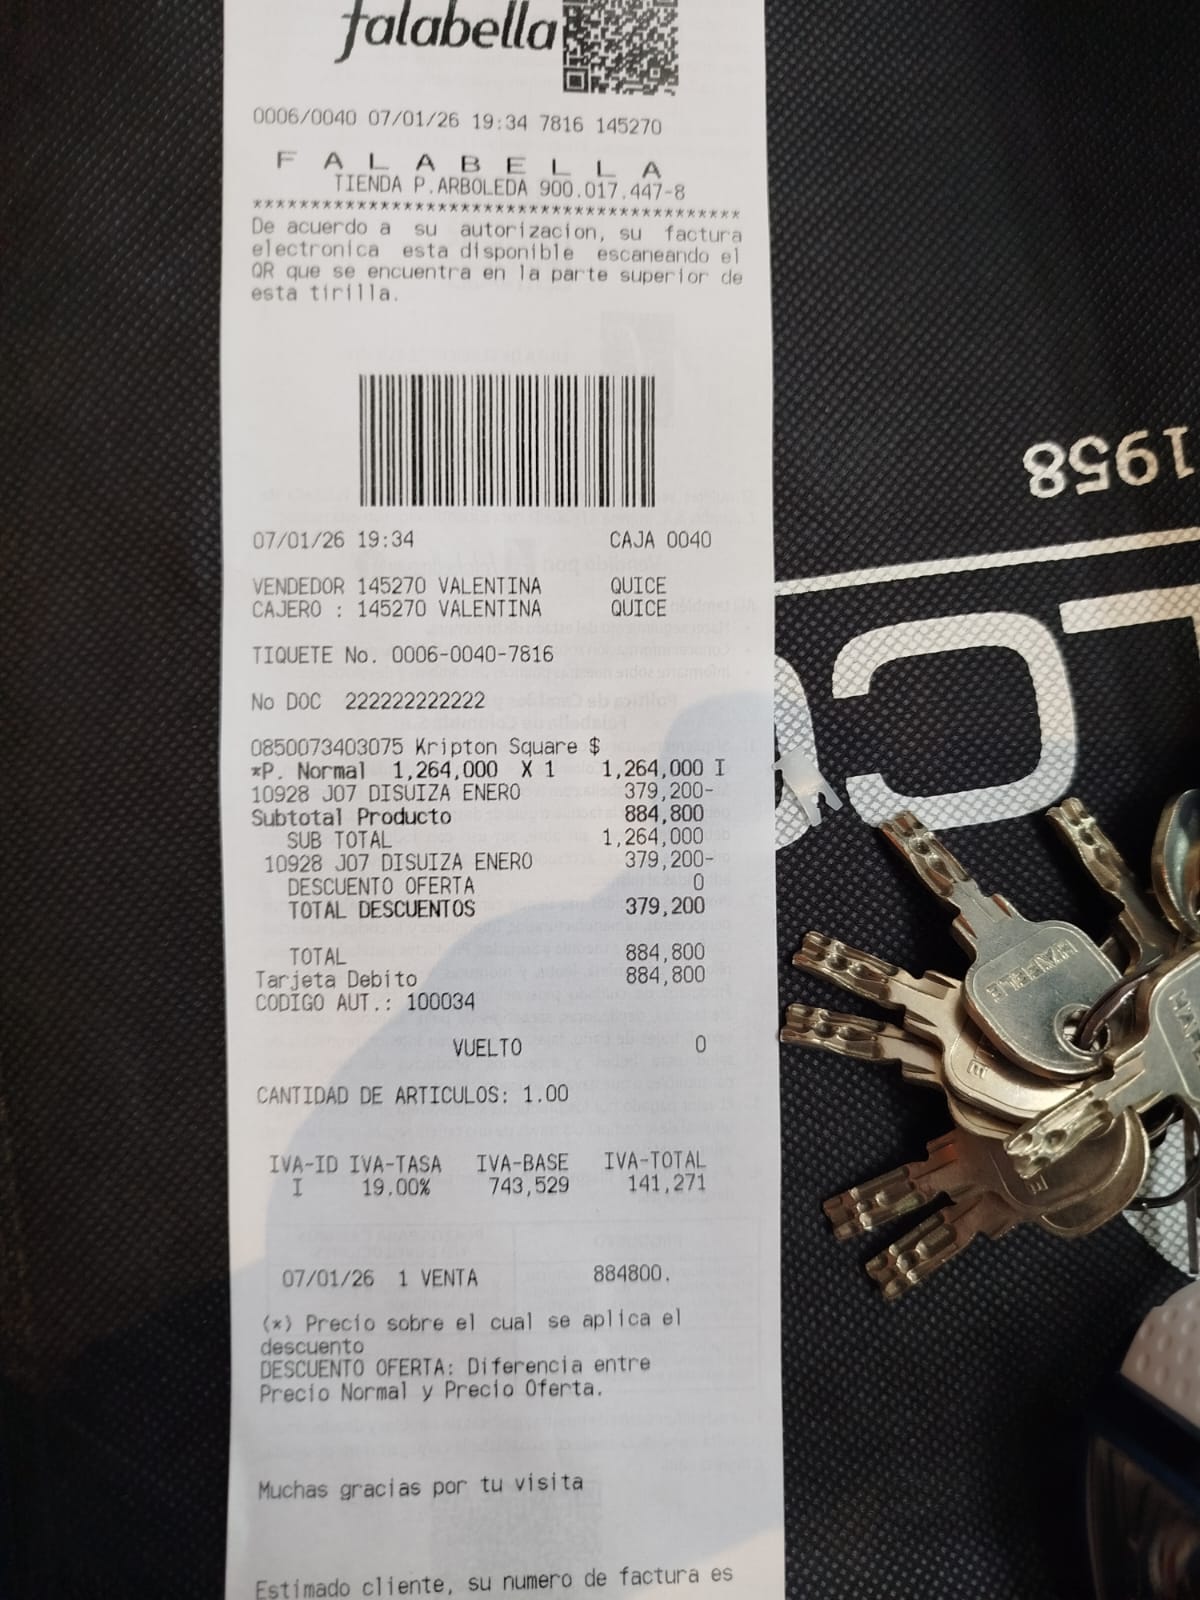 falabella
0006/0040 07/01/26 19:34 7816 145270
F A L A B E L L A
TIENDA P.ARBOLEDA 900.017.447-8
******************************************
De acuerdo a su autorizacion, su factura
electronica esta disponible escaneando el
QR que se encuentra en la parte superior de
esta tirilla.
07/01/26 19:34 CAJA 0040
VENDEDOR 145270 VALENTINA QUICE
CAJERO : 145270 VALENTINA QUICE
TIQUETE No. 0006-0040-7816
No DOC 222222222222
0850073403075 Kripton Square $
*P. Normal 1,264,000 X 1 1,264,000 I
10928 J07 DISUIZA ENERO 379,200-
Subtotal Producto 884,800
SUB TOTAL 1,264,000
10928 J07 DISUIZA ENERO 379,200-
DESCUENTO OFERTA 0
TOTAL DESCUENTOS 379,200
TOTAL 884,800
Tarjeta Debito 884,800
CODIGO AUT.: 100034
VUELTO 0
CANTIDAD DE ARTICULOS: 1.00
IVA-ID IVA-TASA IVA-BASE IVA-TOTAL
I 19.00% 743,529 141,271
07/01/26 1 VENTA 884800.
(*) Precio sobre el cual se aplica el
descuento
DESCUENTO OFERTA: Diferencia entre
Precio Normal y Precio Oferta.
Muchas gracias por tu visita
Estimado cliente, su numero de factura es
1958